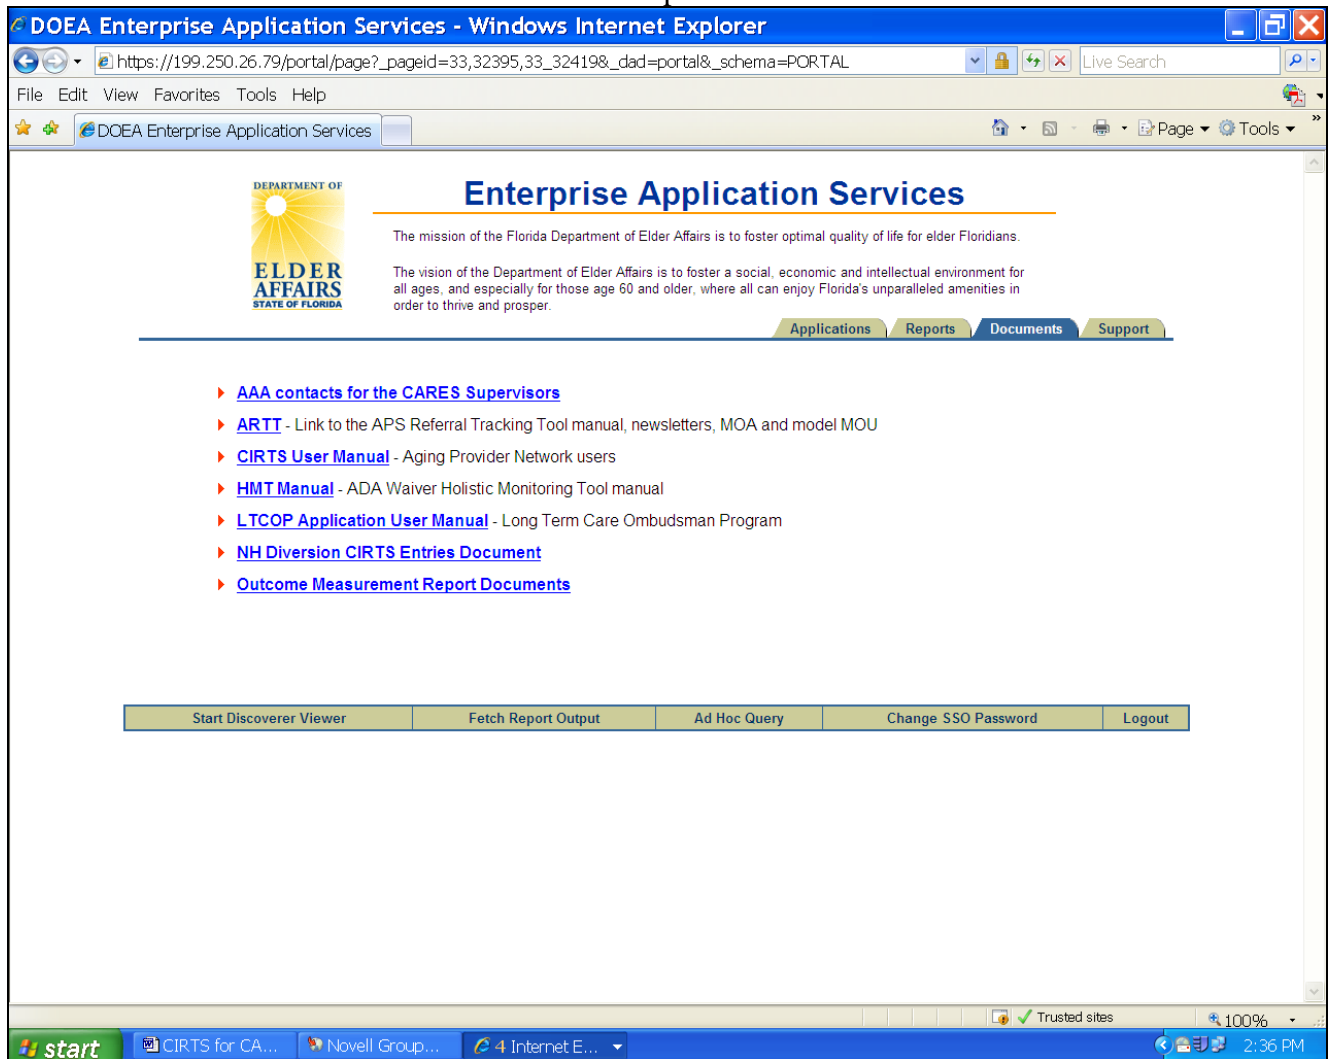 DOEA Enterprise Application Services - Windows Internet Explorer
https://199.250.26.79/portal/page?_pageid=33,32395,33_32419&_dad=portal&_schema=PORTAL
Live Search
File Edit View Favorites Tools Help
DOEA Enterprise Application Services
Page Tools
DEPARTMENT OF
ELDER
AFFAIRS
STATE OF FLORIDA
Enterprise Application Services
The mission of the Florida Department of Elder Affairs is to foster optimal quality of life for elder Floridians.
The vision of the Department of Elder Affairs is to foster a social, economic and intellectual environment for
all ages, and especially for those age 60 and older, where all can enjoy Florida's unparalleled amenities in
order to thrive and prosper.
Applications Reports Documents Support
AAA contacts for the CARES Supervisors
ARTT - Link to the APS Referral Tracking Tool manual, newsletters, MOA and model MOU
CIRTS User Manual - Aging Provider Network users
HMT Manual - ADA Waiver Holistic Monitoring Tool manual
LTCOP Application User Manual - Long Term Care Ombudsman Program
NH Diversion CIRTS Entries Document
Outcome Measurement Report Documents
Start Discoverer Viewer Fetch Report Output Ad Hoc Query Change SSO Password Logout
Trusted sites 100%
start CIRTS for CA... Novell Group... 4 Internet E... 2:36 PM